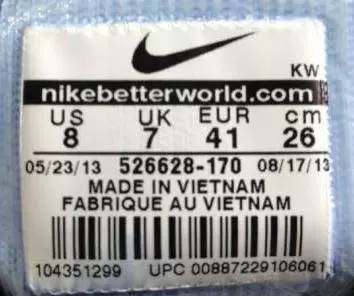 KW
nikebetterworld.com
US UK EUR cm
8 7 41 26
05/23/13 526628-170 08/17/13
MADE IN VIETNAM
FABRIQUE AU VIETNAM
104351299 UPC 00887229106061